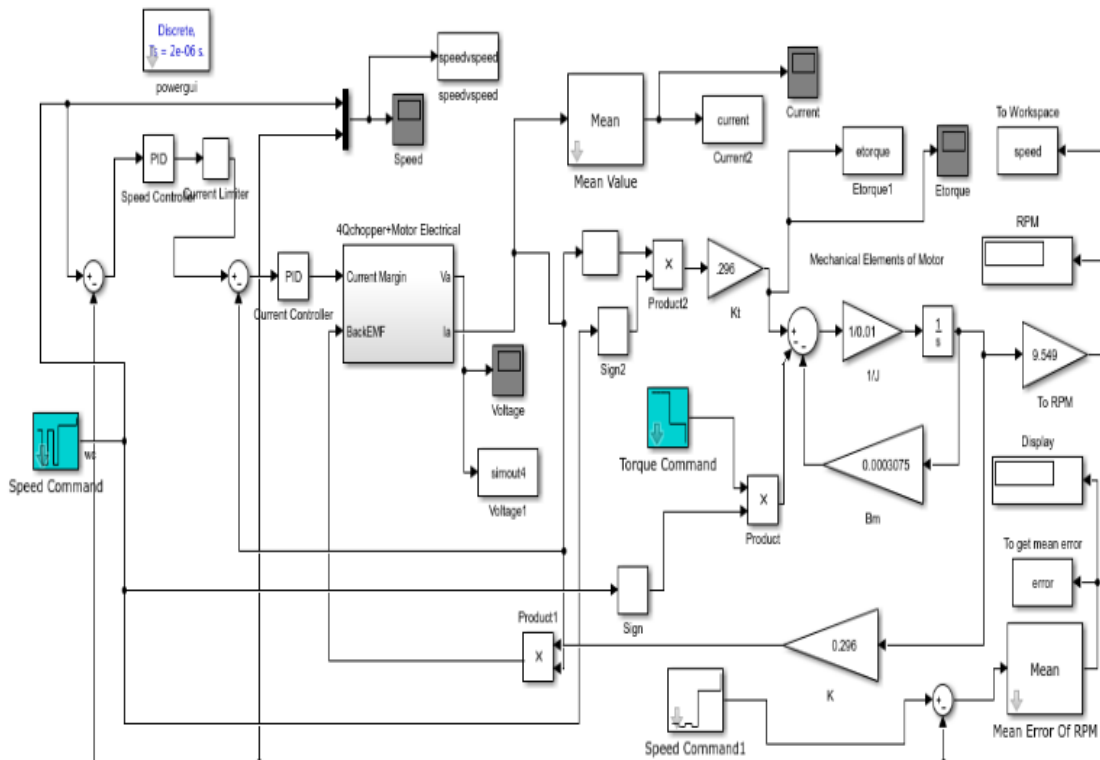 Discrete,
Ts = 2e-06 s.
powergui
speedvspeed
speedvspeed
Speed
Mean
Mean Value
Current
current
Current2
To Workspace
etorque
Etorque1
Etorque
speed
PID
Speed Controller
Current Limiter
RPM
4Qchopper+Motor Electrical
Current Margin
Va
BackEMF
Ia
PID
Current Controller
X
Product2
.296
Kt
Mechanical Elements of Motor
1/0.01
1/J
1
s
9.549
To RPM
Sign2
Voltage
Torque Command
wc
Speed Command
simout4
Voltage1
0.0003075
Bm
Display
X
Product
To get mean error
error
Sign
Product1
X
0.296
K
Mean
Mean Error Of RPM
Speed Command1